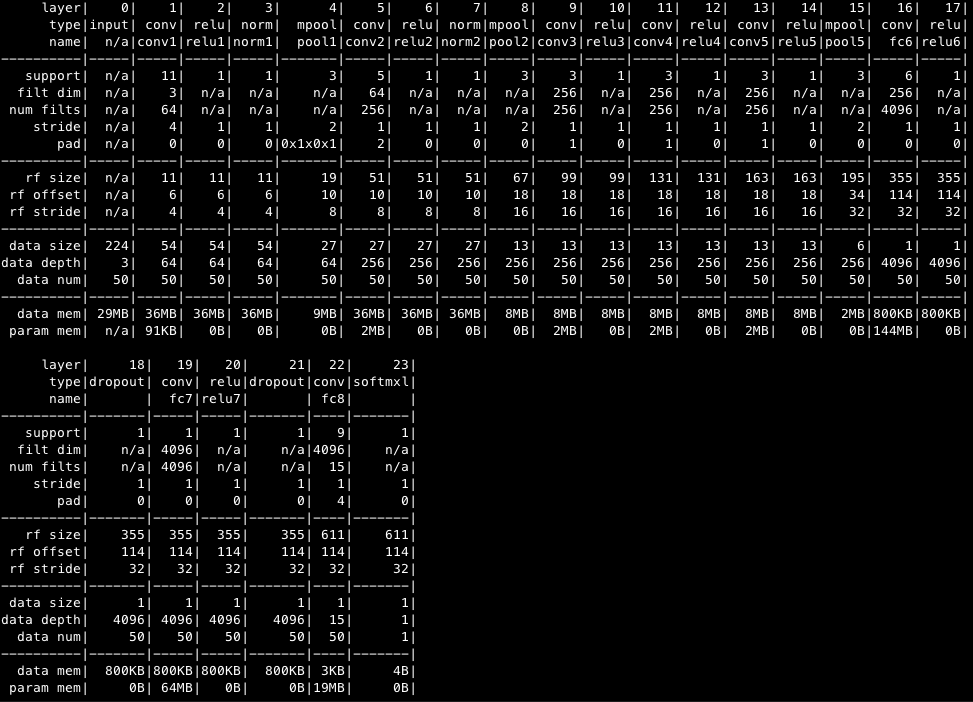 layer|    0|    1|    2|    3|      4|    5|    6|    7|    8|    9|   10|   11|   12|   13|   14|   15|   16|   17|
      type|input| conv| relu| norm|  mpool| conv| relu| norm|mpool| conv| relu| conv| relu| conv| relu|mpool| conv| relu|
      name|  n/a|conv1|relu1|norm1|  pool1|conv2|relu2|norm2|pool2|conv3|relu3|conv4|relu4|conv5|relu5|pool5|  fc6|relu6|
----------|-----|-----|-----|-----|-------|-----|-----|-----|-----|-----|-----|-----|-----|-----|-----|-----|-----|-----|
   support|  n/a|   11|    1|    1|      3|    5|    1|    1|    3|    3|    1|    3|    1|    3|    1|    3|    6|    1|
  filt dim|  n/a|    3|  n/a|  n/a|    n/a|   64|  n/a|  n/a|  n/a|  256|  n/a|  256|  n/a|  256|  n/a|  n/a|  256|  n/a|
 num filts|  n/a|   64|  n/a|  n/a|    n/a|  256|  n/a|  n/a|  n/a|  256|  n/a|  256|  n/a|  256|  n/a|  n/a| 4096|  n/a|
    stride|  n/a|    4|    1|    1|      2|    1|    1|    1|    2|    1|    1|    1|    1|    1|    1|    2|    1|    1|
       pad|  n/a|    0|    0|    0|0x1x0x1|    2|    0|    0|    0|    1|    0|    1|    0|    1|    0|    0|    0|    0|
----------|-----|-----|-----|-----|-------|-----|-----|-----|-----|-----|-----|-----|-----|-----|-----|-----|-----|-----|
   rf size|  n/a|   11|   11|   11|     19|   51|   51|   51|   67|   99|   99|  131|  131|  163|  163|  195|  355|  355|
 rf offset|  n/a|    6|    6|    6|     10|   10|   10|   10|   18|   18|   18|   18|   18|   18|   18|   34|  114|  114|
 rf stride|  n/a|    4|    4|    4|      8|    8|    8|    8|   16|   16|   16|   16|   16|   16|   16|   32|   32|   32|
----------|-----|-----|-----|-----|-------|-----|-----|-----|-----|-----|-----|-----|-----|-----|-----|-----|-----|-----|
 data size|  224|   54|   54|   54|     27|   27|   27|   27|   13|   13|   13|   13|   13|   13|   13|    6|    1|    1|
data depth|    3|   64|   64|   64|     64|  256|  256|  256|  256|  256|  256|  256|  256|  256|  256|  256| 4096| 4096|
  data num|   50|   50|   50|   50|     50|   50|   50|   50|   50|   50|   50|   50|   50|   50|   50|   50|   50|   50|
----------|-----|-----|-----|-----|-------|-----|-----|-----|-----|-----|-----|-----|-----|-----|-----|-----|-----|-----|
  data mem| 29MB| 36MB| 36MB| 36MB|    9MB| 36MB| 36MB| 36MB|  8MB|  8MB|  8MB|  8MB|  8MB|  8MB|  8MB|  2MB|800KB|800KB|
 param mem|  n/a| 91KB|   0B|   0B|     0B|  2MB|   0B|   0B|   0B|  2MB|   0B|  2MB|   0B|  2MB|   0B|   0B|144MB|   0B|
     layer|     18|   19|   20|     21|  22|     23|
      type|dropout| conv| relu|dropout|conv|softmxl|
      name|       |  fc7|relu7|       | fc8|       |
----------|-------|-----|-----|-------|----|-------|
   support|      1|    1|    1|      1|   9|      1|
  filt dim|    n/a| 4096|  n/a|    n/a|4096|    n/a|
 num filts|    n/a| 4096|  n/a|    n/a|  15|    n/a|
    stride|      1|    1|    1|      1|   1|      1|
       pad|      0|    0|    0|      0|   4|      0|
----------|-------|-----|-----|-------|----|-------|
   rf size|    355|  355|  355|    355| 611|    611|
 rf offset|    114|  114|  114|    114| 114|    114|
 rf stride|     32|   32|   32|     32|  32|     32|
----------|-------|-----|-----|-------|----|-------|
 data size|      1|    1|    1|      1|   1|      1|
data depth|   4096| 4096| 4096|   4096|  15|      1|
  data num|     50|   50|   50|     50|  50|      1|
----------|-------|-----|-----|-------|----|-------|
  data mem|  800KB|800KB|800KB|  800KB| 3KB|     4B|
 param mem|     0B| 64MB|   0B|     0B|19MB|     0B|